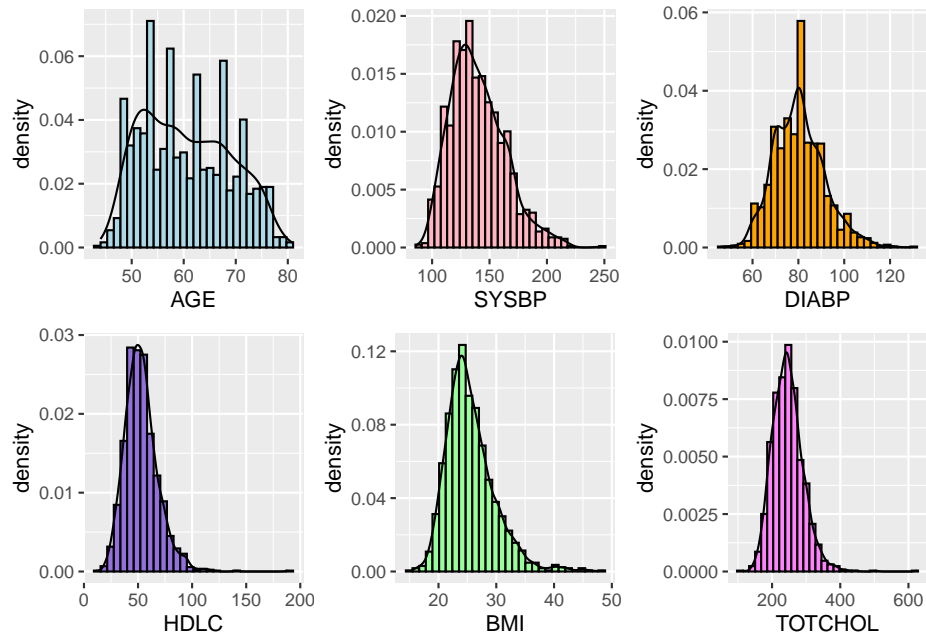 0.06
0.04
0.02
0.00
density
50 60 70 80
AGE
0.020
0.015
0.010
0.005
0.000
density
100 150 200 250
SYSBP
0.06
0.04
0.02
0.00
density
60 80 100 120
DIABP
0.03
0.02
0.01
0.00
density
0 50 100 150 200
HDLC
0.12
0.08
0.04
0.00
density
20 30 40 50
BMI
0.0100
0.0075
0.0050
0.0025
0.0000
density
200 400 600
TOTCHOL